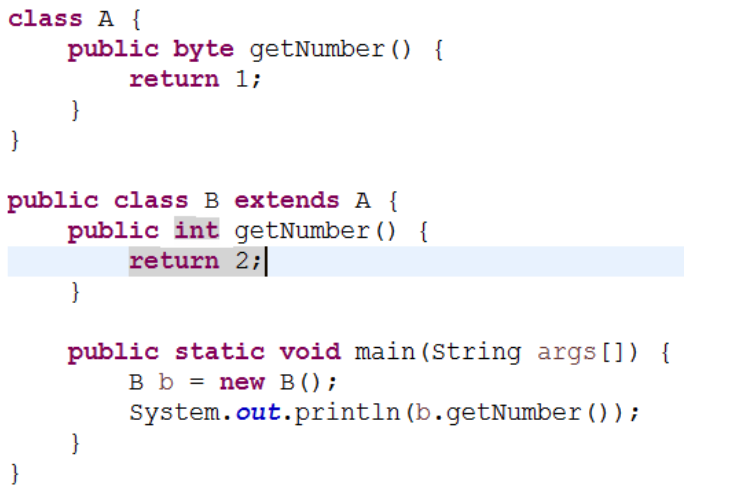 class A {
    public byte getNumber() {
        return 1;
    }
}
public class B extends A {
    public int getNumber() {
        return 2;
    }
    public static void main(String args[]) {
        B b = new B();
        System.out.println(b.getNumber());
    }
}